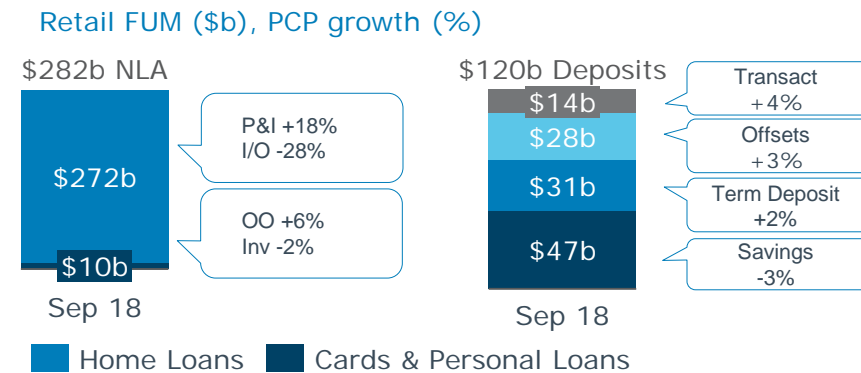 Retail FUM ($b), PCP growth (%)
$282b NLA
$272b
$10b
Sep 18
P&I +18%
I/O -28%
OO +6%
Inv -2%
$120b Deposits
$14b
$28b
$31b
$47b
Sep 18
Transact
+4%
Offsets
+3%
Term Deposit
+2%
Savings
-3%
Home Loans
Cards & Personal Loans